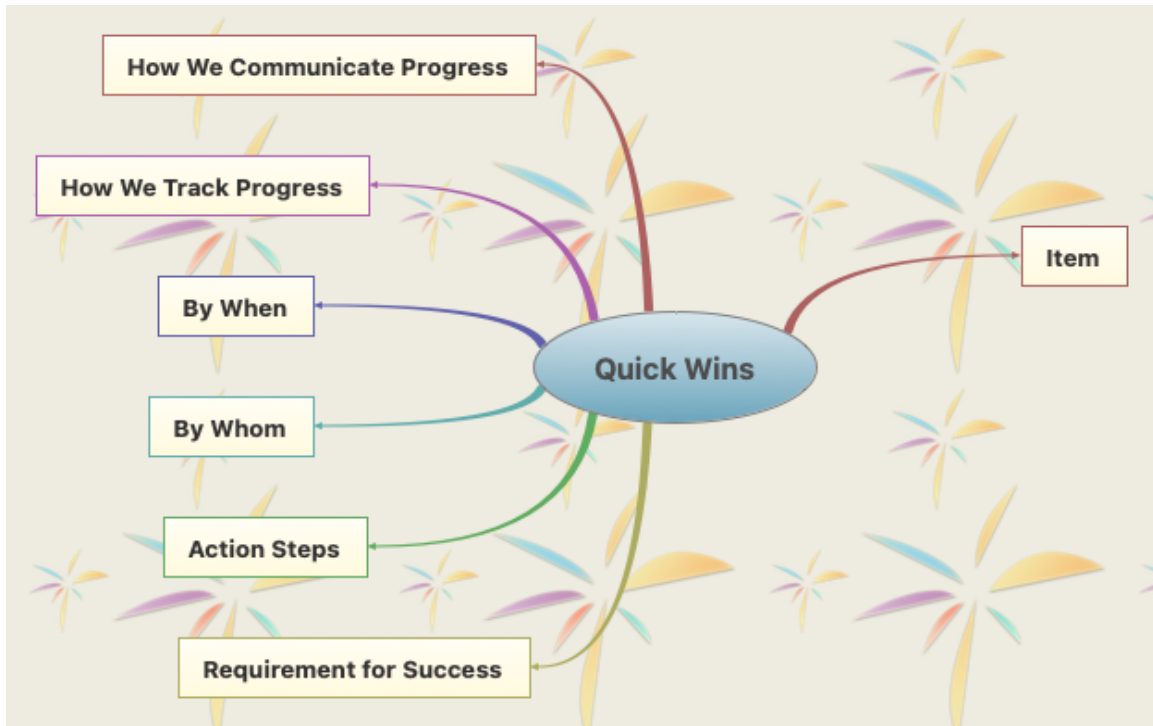 How We Communicate Progress
How We Track Progress
Item
By When
Quick Wins
By Whom
Action Steps
Requirement for Success